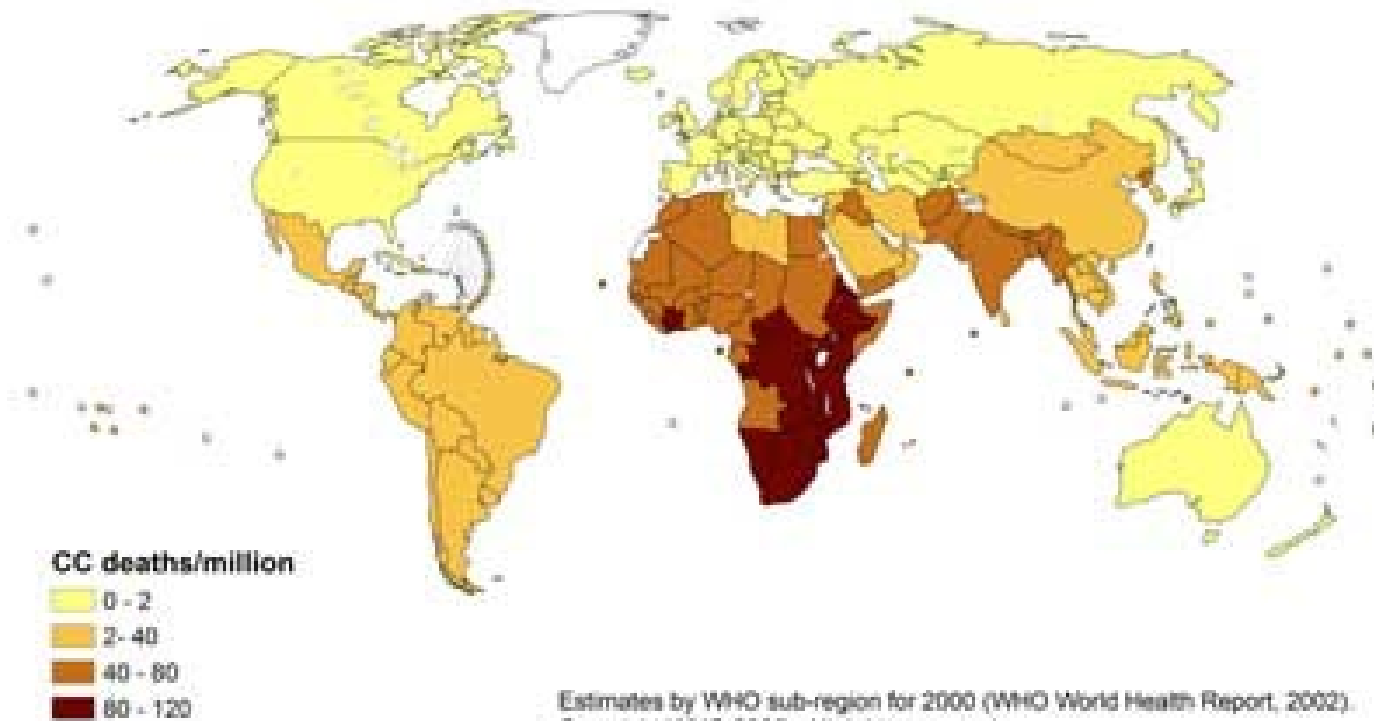 CC deaths/million
0 - 2
2- 40
40 - 80
80 - 120
Estimates by WHO sub-region for 2000 (WHO World Health Report, 2002).